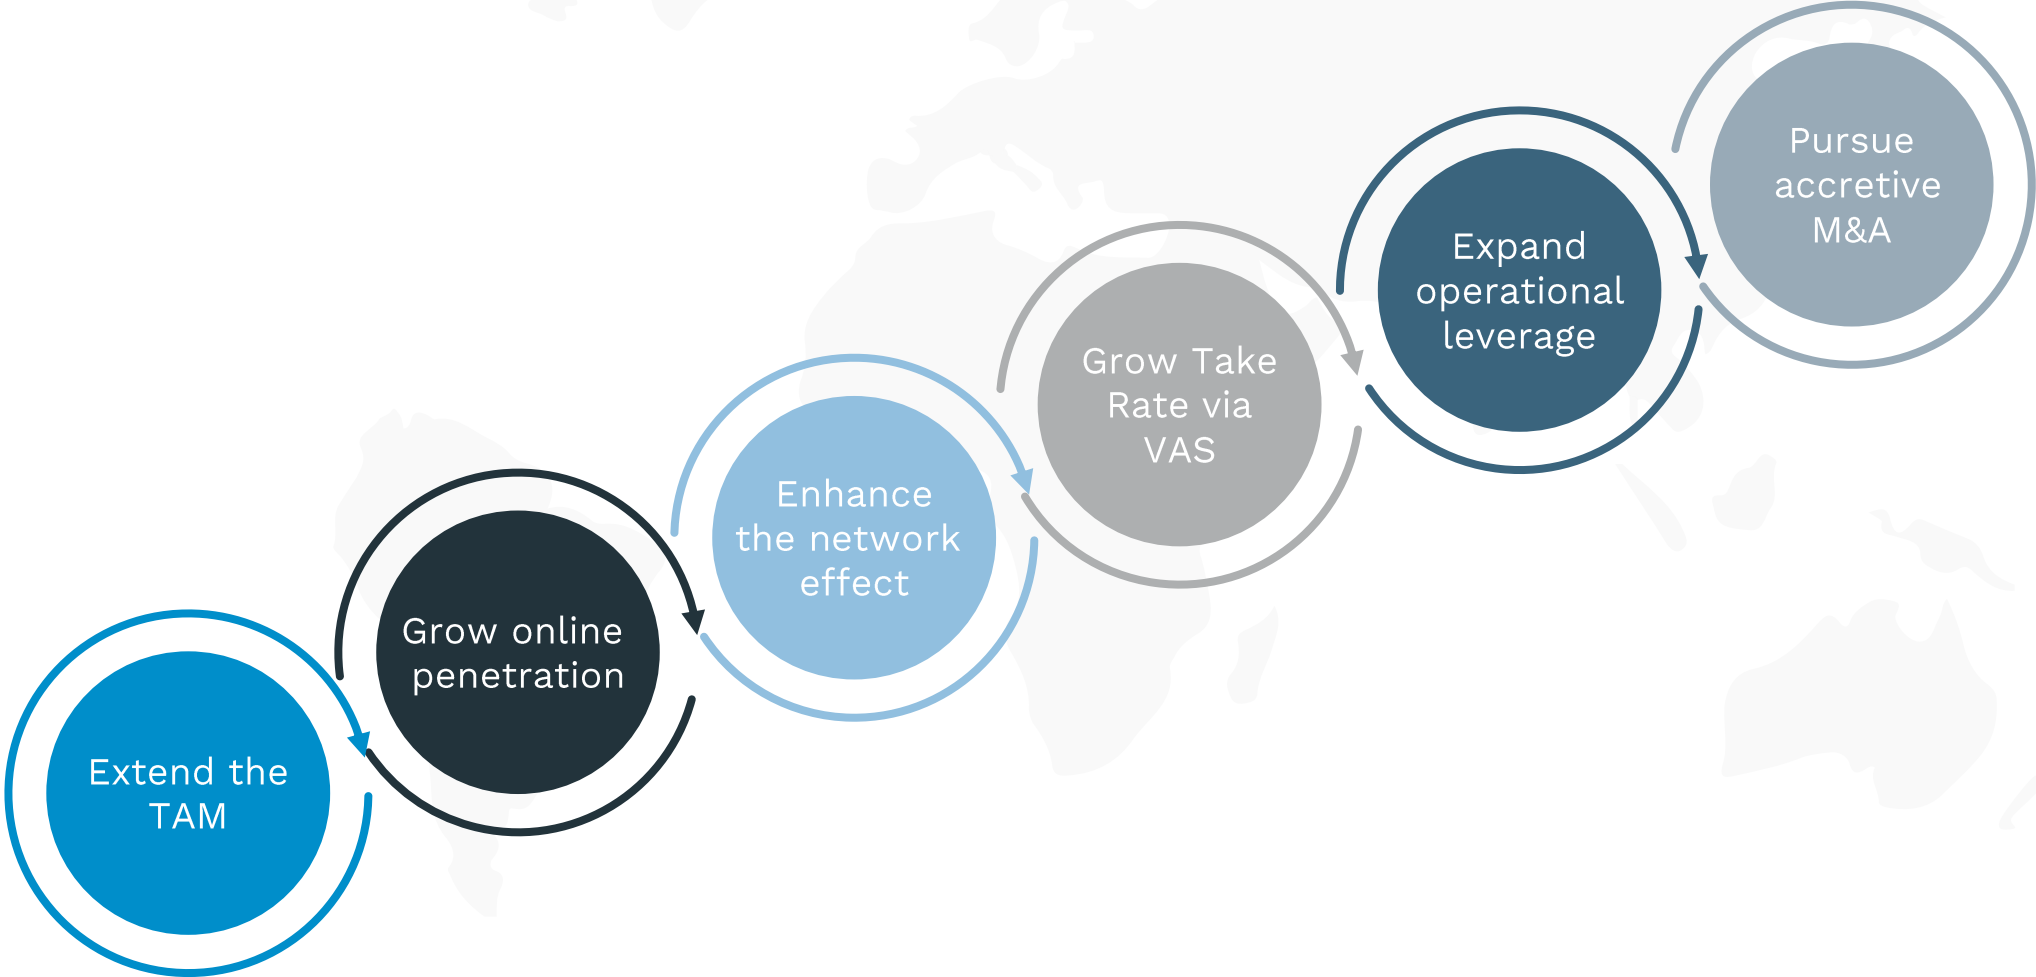 Extend the
TAM
Grow online
penetration
Enhance
the network
effect
Grow Take
Rate via
VAS
Expand
operational
leverage
Pursue
accretive
M&A